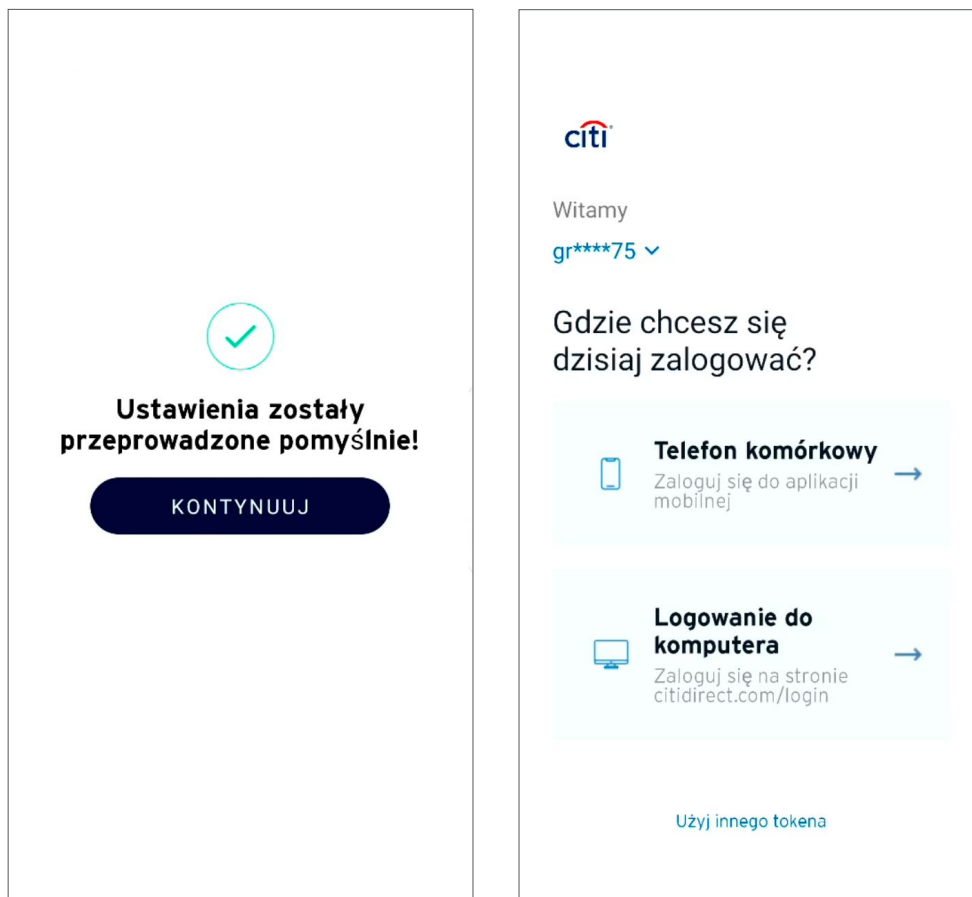 Ustawienia zostały
przeprowadzone pomyślnie!
KONTYNUUJ
citi®
Witamy
gr****75
Gdzie chcesz się
dzisiaj zalogować?
Telefon komórkowy
Zaloguj się do aplikacji
mobilnej
Logowanie do
komputera
Zaloguj się na stronie
citidirect.com/login
Użyj innego tokena